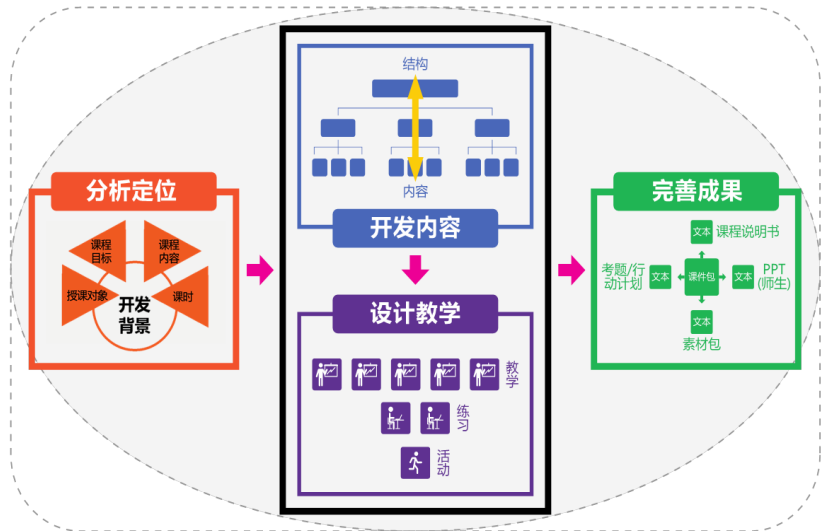 分析定位
课程
目标
课程
内容
授课对象
课时
开发
背景
结构
内容
开发内容
设计教学
教学
练习
活动
完善成果
文本
课程说明书
考题/行
动计划
文本
课件包
文本
PPT
(师生)
文本
素材包